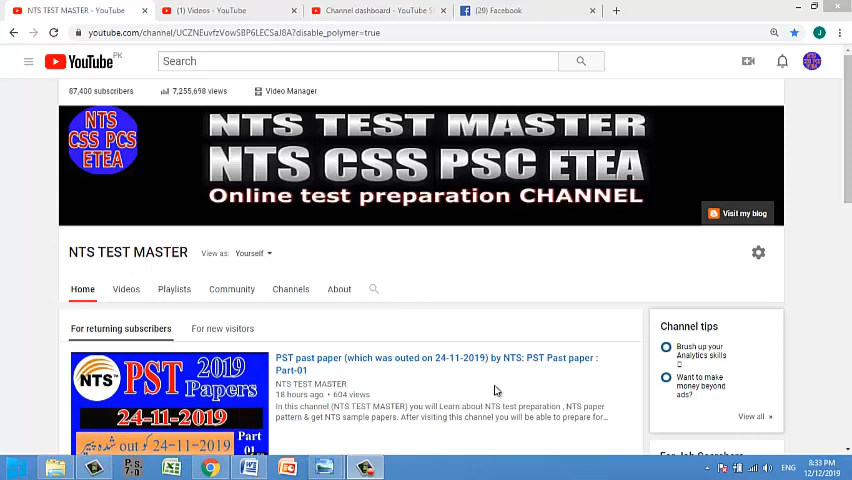 NTS TEST MASTER - YouTube
(1) Videos - YouTube
Channel dashboard - YouTube S
(29) Facebook
youtube.com/channel/UCZNEuvfzVowSBP6LECSaJ8A?disable_polymer=true
YouTube PK
Search
87,400 subscribers
7,255,698 views
Video Manager
NTS
CSS PCS
ETEA
NTS TEST MASTER
NTS CSS PSC ETEA
Online test preparation CHANNEL
Visit my blog
NTS TEST MASTER
View as: Yourself
Home
Videos
Playlists
Community
Channels
About
For returning subscribers
For new visitors
NTS
PST
2019
Papers
24-11-2019
24-11-2019 کو out شدہ پیپر
Part
01
PST past paper (which was outed on 24-11-2019) by NTS: PST Past paper :
Part-01
NTS TEST MASTER
18 hours ago • 604 views
In this channel (NTS TEST MASTER) you will Learn about NTS test preparation , NTS paper
pattern & get NTS sample papers. After visiting this channel you will be able to prepare for...
Channel tips
Brush up your
Analytics skills
Want to make
money beyond
ads?
View all »
ENG
8:33 PM
12/12/2019